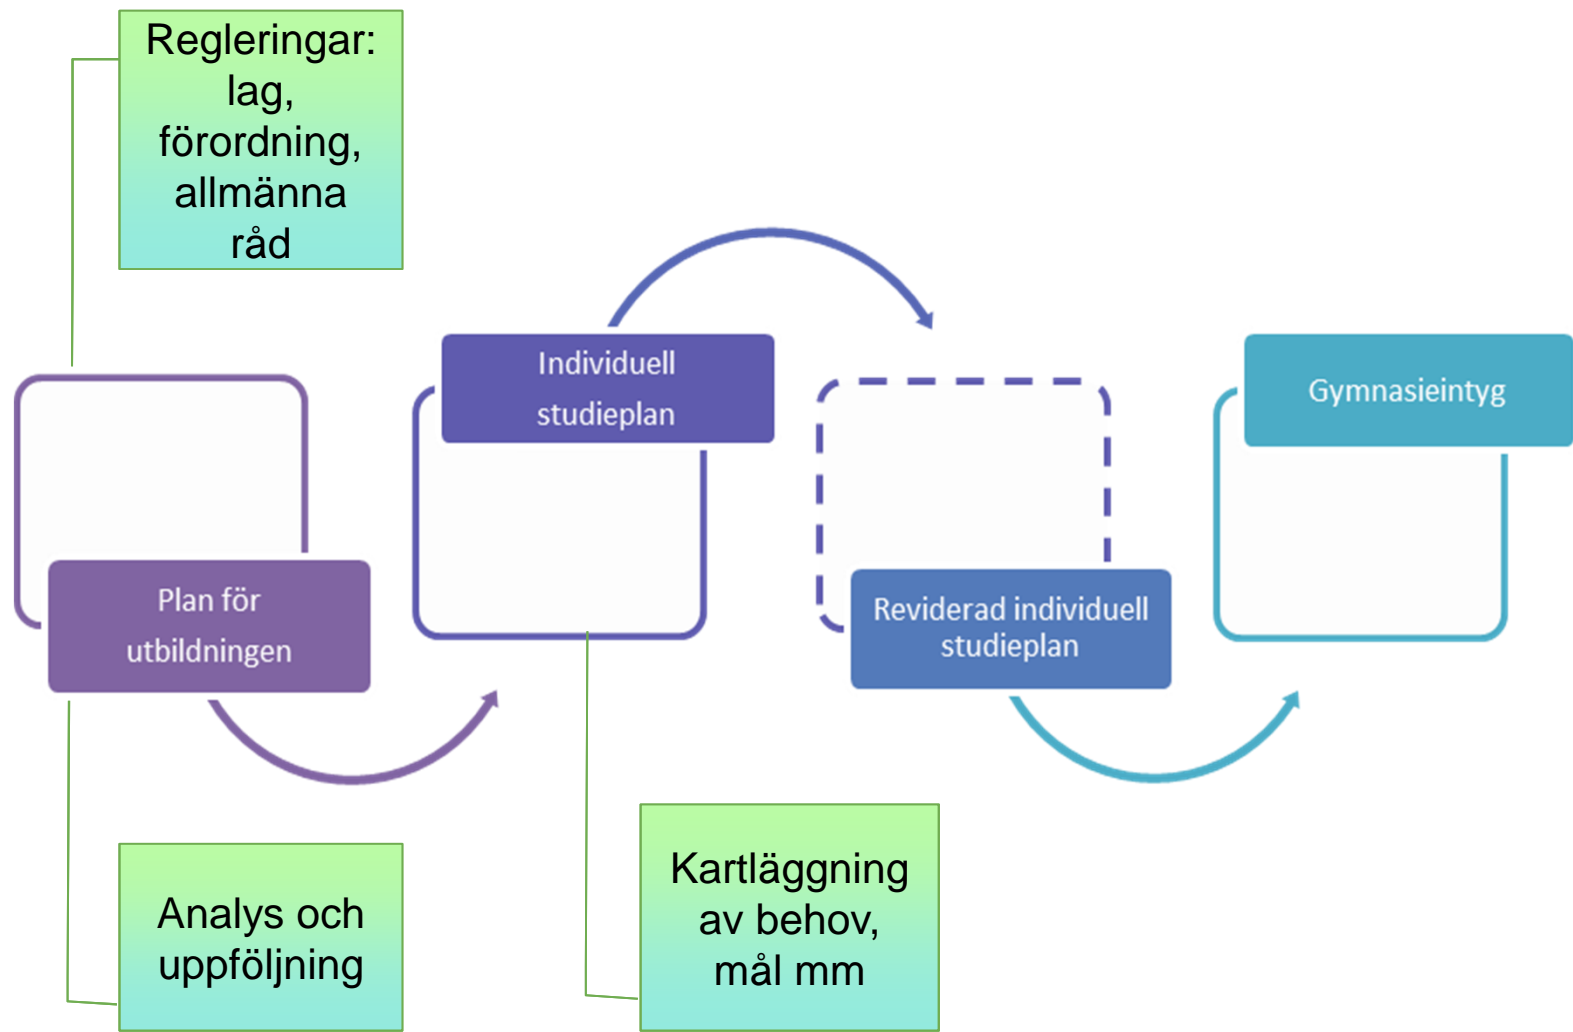 Regleringar:
lag,
förordning,
allmänna
råd
Individuell
studieplan
Gymnasieintyg
Plan för
utbildningen
Reviderad individuell
studieplan
Analys och
uppföljning
Kartläggning
av behov,
mål mm